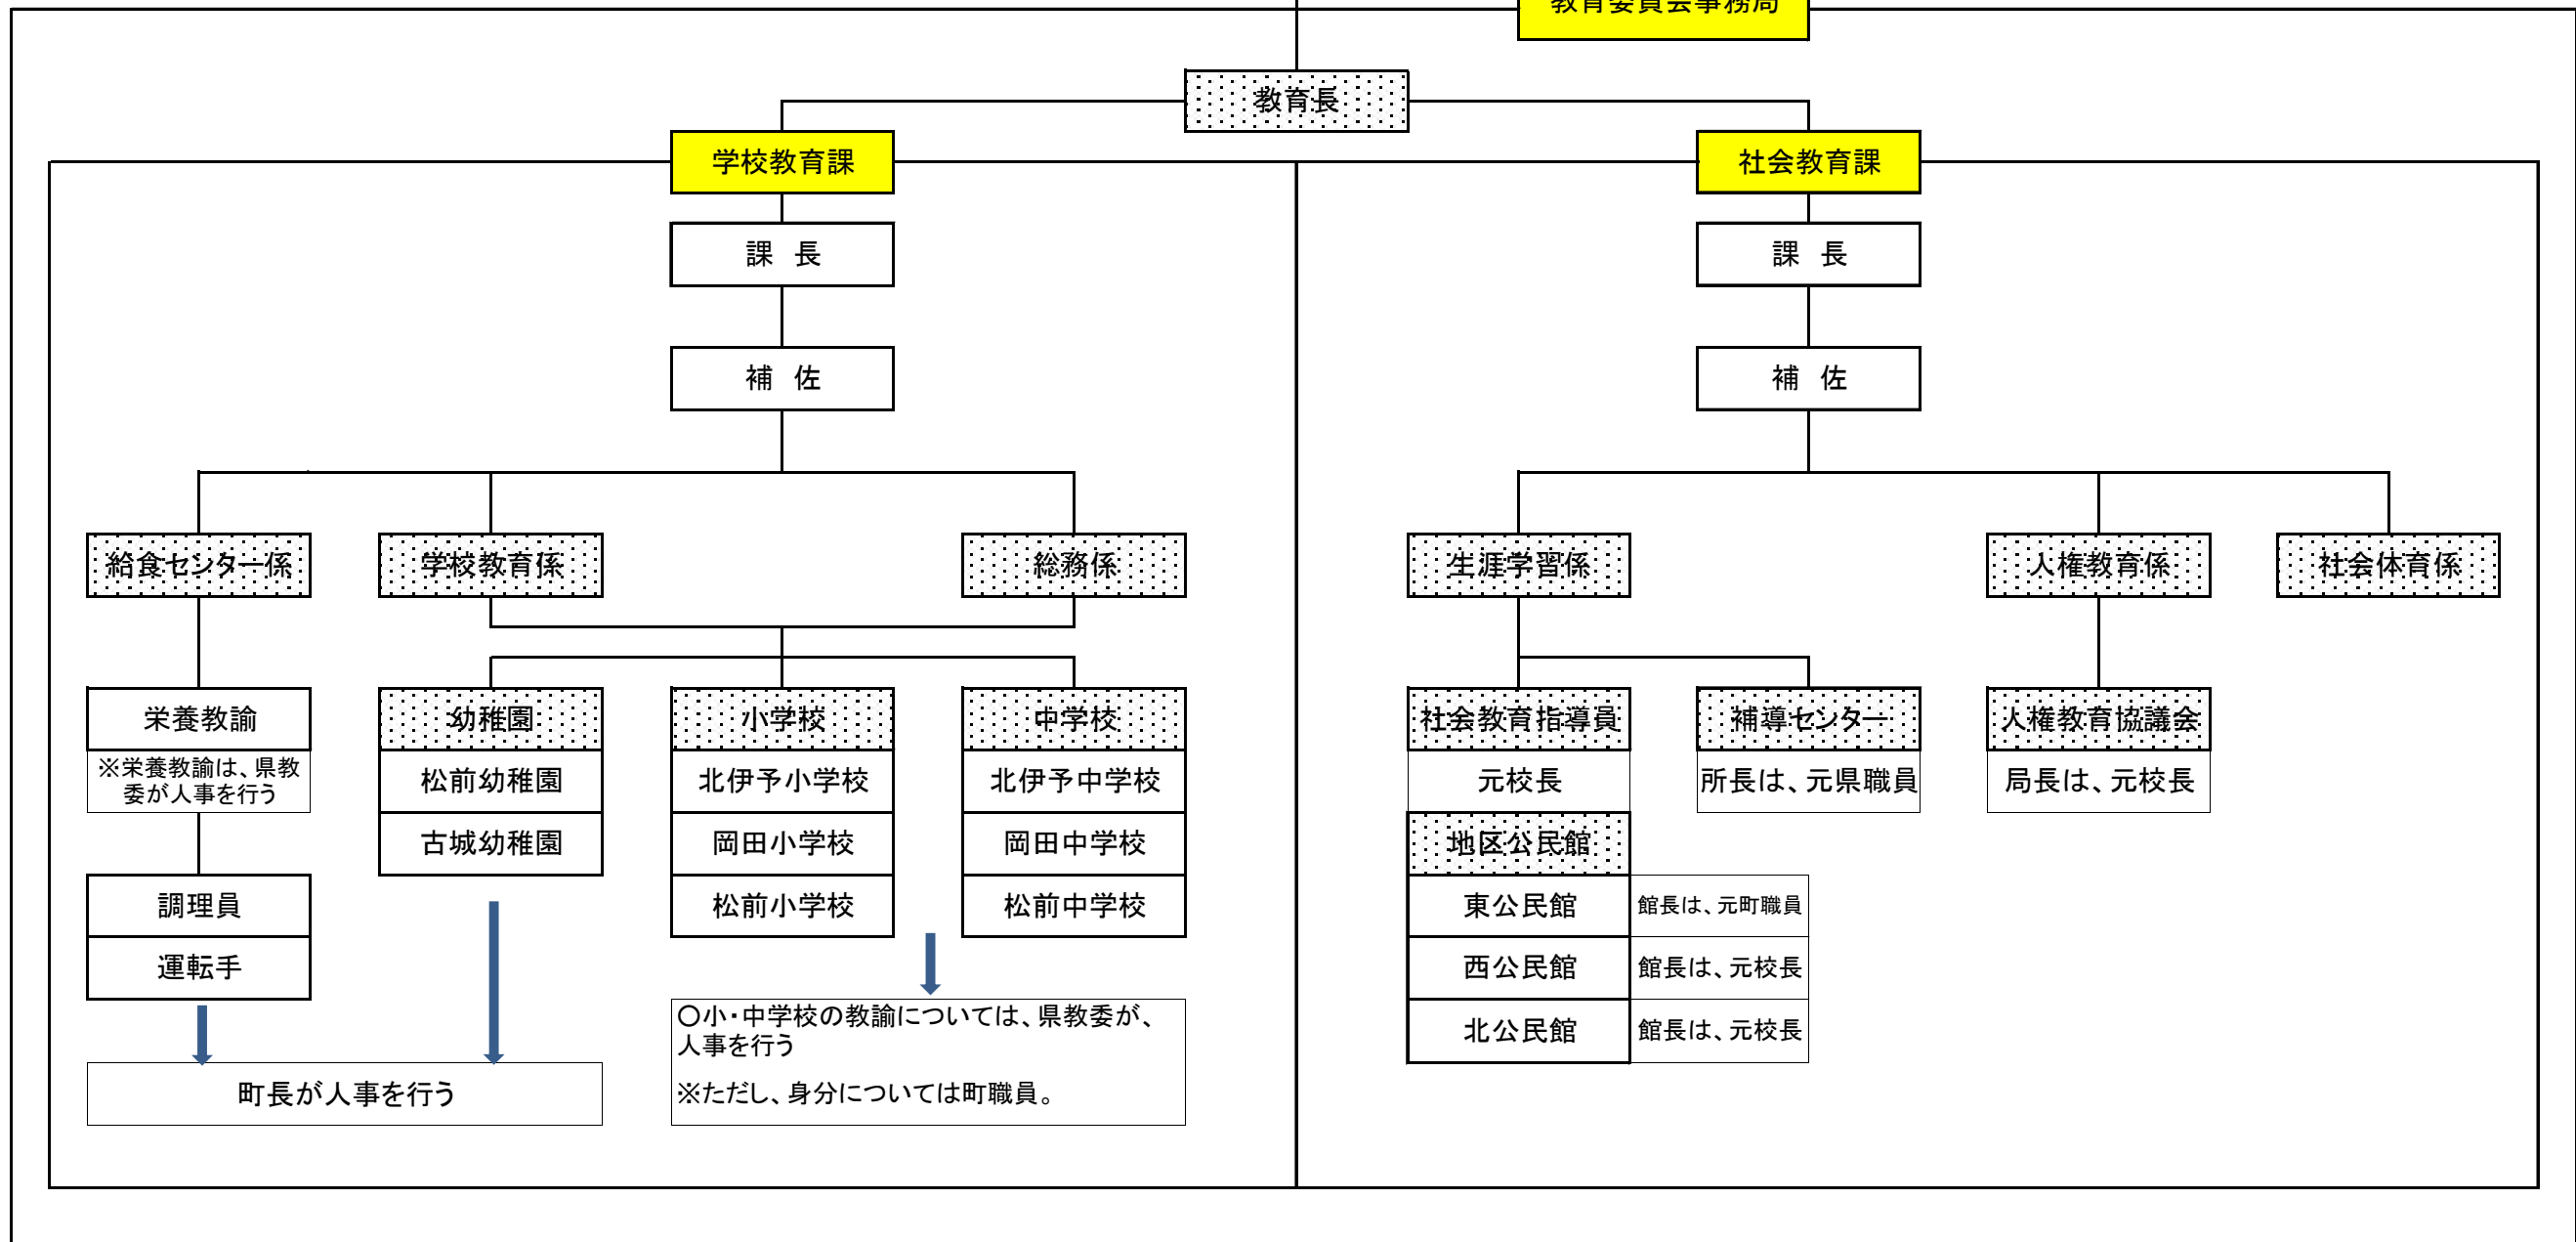 教育委員会事務局
教育長
学校教育課
社会教育課
課　長
課　長
補　佐
補　佐
給食センター係
学校教育係
総務係
生涯学習係
人権教育係
社会体育係
栄養教諭
幼稚園
小学校
中学校
社会教育指導員
補導センター
人権教育協議会
※栄養教諭は、県教
委が人事を行う
松前幼稚園
北伊予小学校
北伊予中学校
元校長
所長は、元県職員
局長は、元校長
古城幼稚園
岡田小学校
岡田中学校
地区公民館
調理員
松前小学校
松前中学校
東公民館
館長は、元町職員
運転手
西公民館
館長は、元校長
〇小・中学校の教諭については、県教委が、
人事を行う
※ただし、身分については町職員。
北公民館
館長は、元校長
町長が人事を行う